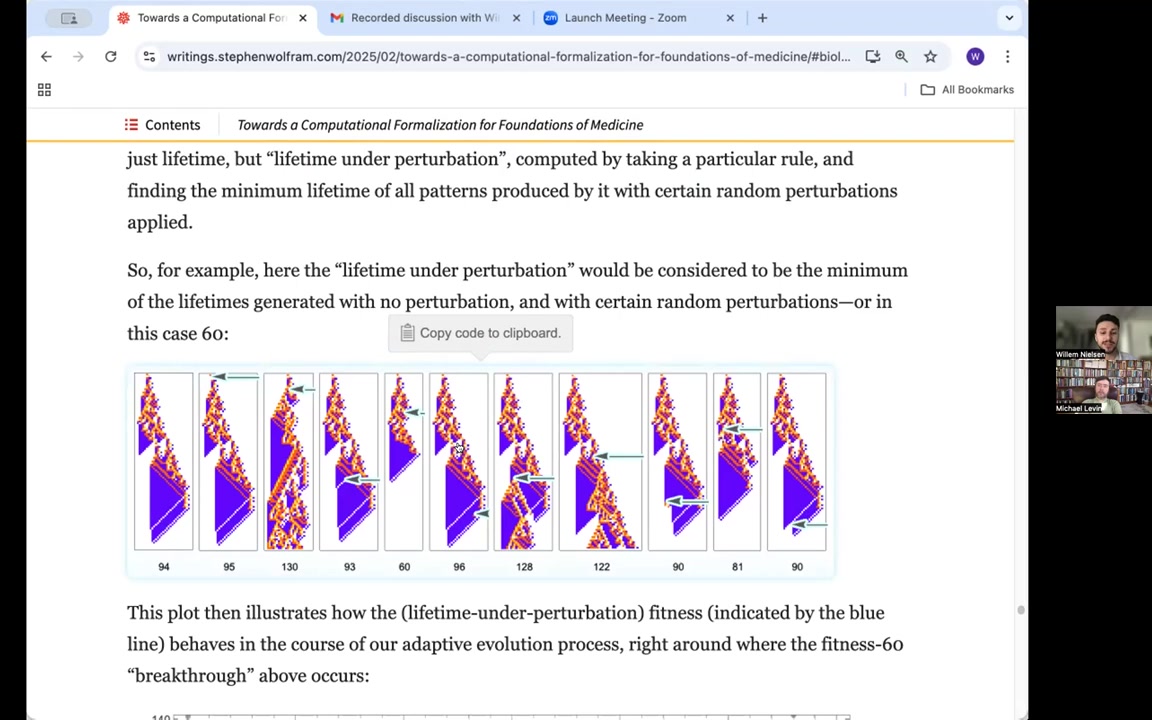 Towards a Computational For
Recorded discussion with Wi
zm
Launch Meeting - Zoom
writings.stephenwolfram.com/2025/02/towards-a-computational-formalization-for-foundations-of-medicine/#biol...
W
All Bookmarks
Contents
Towards a Computational Formalization for Foundations of Medicine
just lifetime, but “lifetime under perturbation”, computed by taking a particular rule, and
finding the minimum lifetime of all patterns produced by it with certain random perturbations
applied.
So, for example, here the “lifetime under perturbation” would be considered to be the minimum
of the lifetimes generated with no perturbation, and with certain random perturbations—or in
this case 60:
Copy code to clipboard.
94 95 130 93 60 96 128 122 90 81 90
This plot then illustrates how the (lifetime-under-perturbation) fitness (indicated by the blue
line) behaves in the course of our adaptive evolution process, right around where the fitness-60
“breakthrough” above occurs:
140
Willem Nielsen
Michael Levin